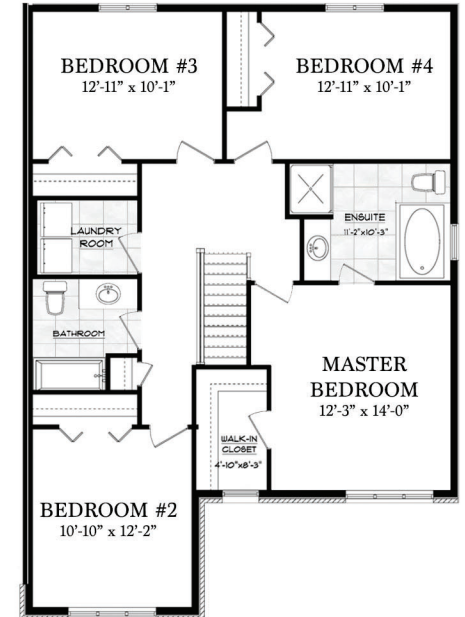 BEDROOM #3
12'-11" x 10'-1"
BEDROOM #4
12'-11" x 10'-1"
LAUNDRY
ROOM
ENSUITE
11'-2"x10'-3"
BATHROOM
MASTER
BEDROOM
12'-3" x 14'-0"
WALK-IN
CLOSET
4'-10"x8'-3"
BEDROOM #2
10'-10" x 12'-2"